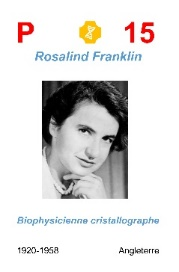 P 15
Rosalind Franklin
Biophysicienne cristallographe
1920-1958 Angleterre